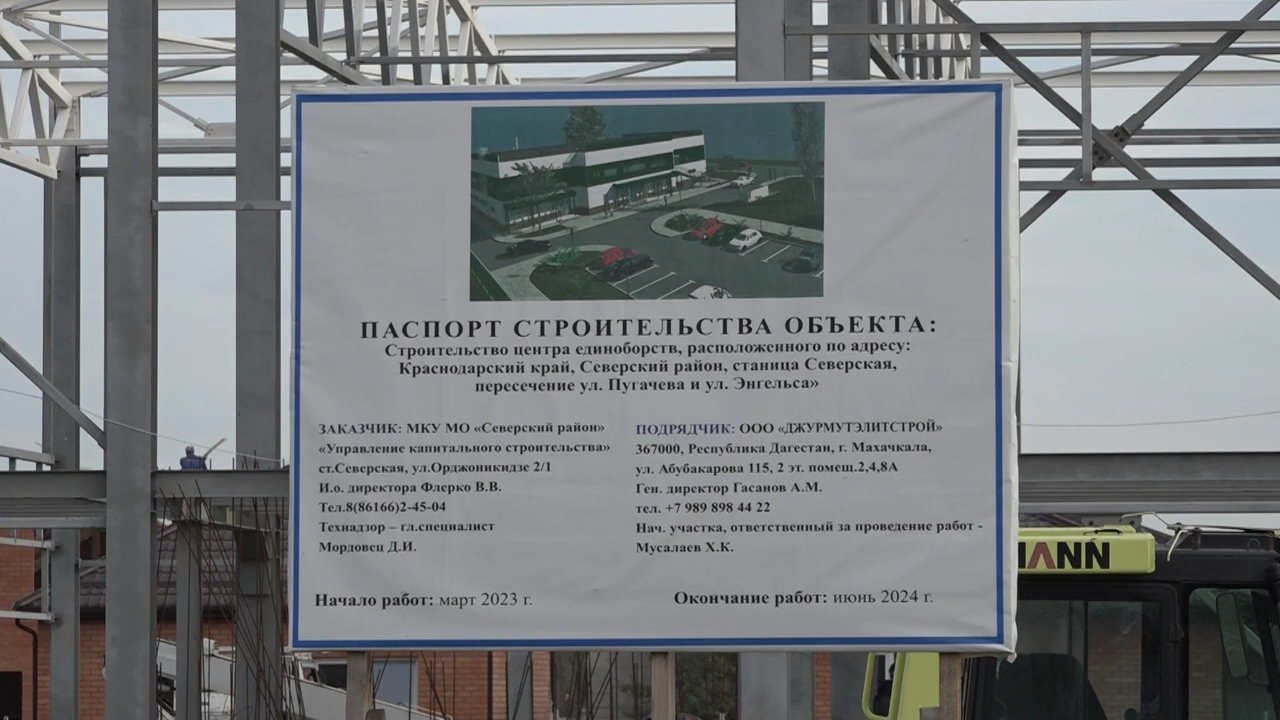 ПАСПОРТ СТРОИТЕЛЬСТВА ОБЪЕКТА:
Строительство центра единоборств, расположенного по адресу:
Краснодарский край, Северский район, станица Северская,
пересечение ул. Пугачева и ул. Энгельса»
ЗАКАЗЧИК: МКУ МО «Северский район»
«Управление капитального строительства»
ст.Северская, ул.Орджоникидзе 2/1
И.о. директора Флерко В.В.
Тел.8(86166)2-45-04
Технадзор – гл.специалист
Мордовец Д.И.
ПОДРЯДЧИК: ООО «ДЖУРМУТЭЛИТСТРОЙ»
367000, Республика Дагестан, г. Махачкала,
ул. Абубакарова 115, 2 эт. помещ.2,4,8А
Ген. директор Гасанов А.М.
тел. +7 989 898 44 22
Нач. участка, ответственный за проведение работ -
Мусалаев Х.К.
Начало работ: март 2023 г.
Окончание работ: июнь 2024 г.
MANN